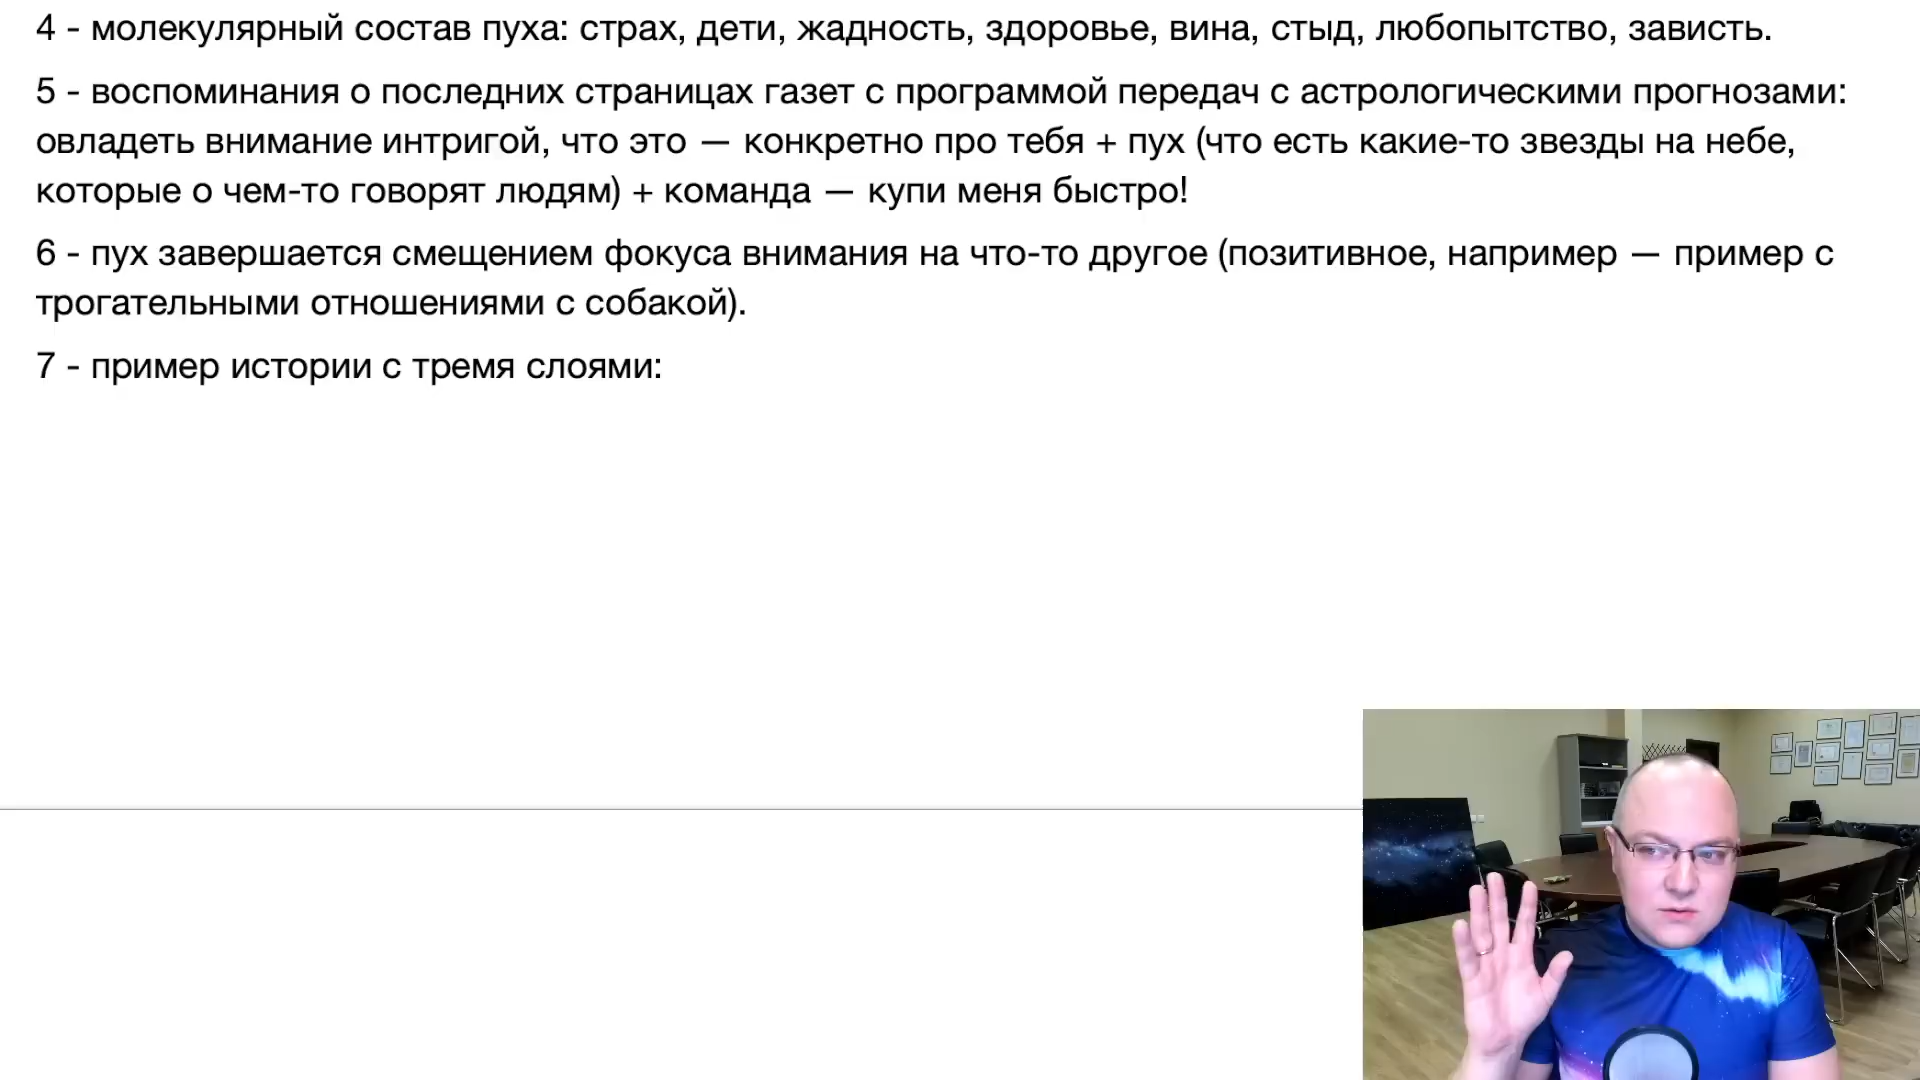 4 - молекулярный состав пуха: страх, дети, жадность, здоровье, вина, стыд, любопытство, зависть.
5 - воспоминания о последних страницах газет с программой передач с астрологическими прогнозами:
овладеть внимание интригой, что это — конкретно про тебя + пух (что есть какие-то звезды на небе,
которые о чем-то говорят людям) + команда — купи меня быстро!
6 - пух завершается смещением фокуса внимания на что-то другое (позитивное, например — пример с
трогательными отношениями с собакой).
7 - пример истории с тремя слоями: